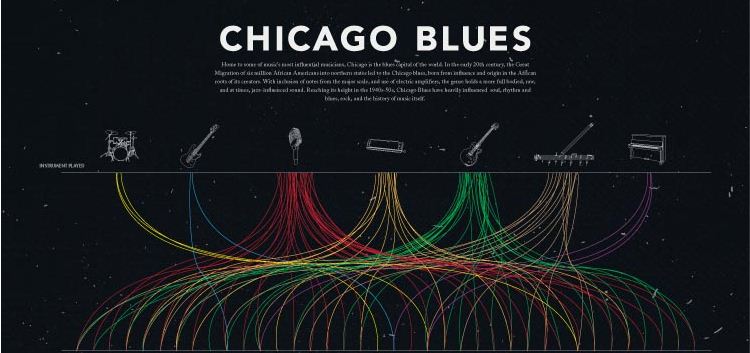 CHICAGO BLUES
Home to some of music's most influential musicians, Chicago is the blues capital of the world. In the early 20th century, the Great
Migration of six million African Americans into northern states led to the Chicago blues, born from influence and origin in the African
roots of its creators. With inclusion of notes from the major scale, and use of electric amplifiers, the genre holds a more full bodied, raw,
and at times, jazz-influenced sound. Reaching its height in the 1940s-50s, Chicago Blues have heavily influenced soul, rhythm and
blues, rock, and the history of music itself.
INSTRUMENT PLAYED